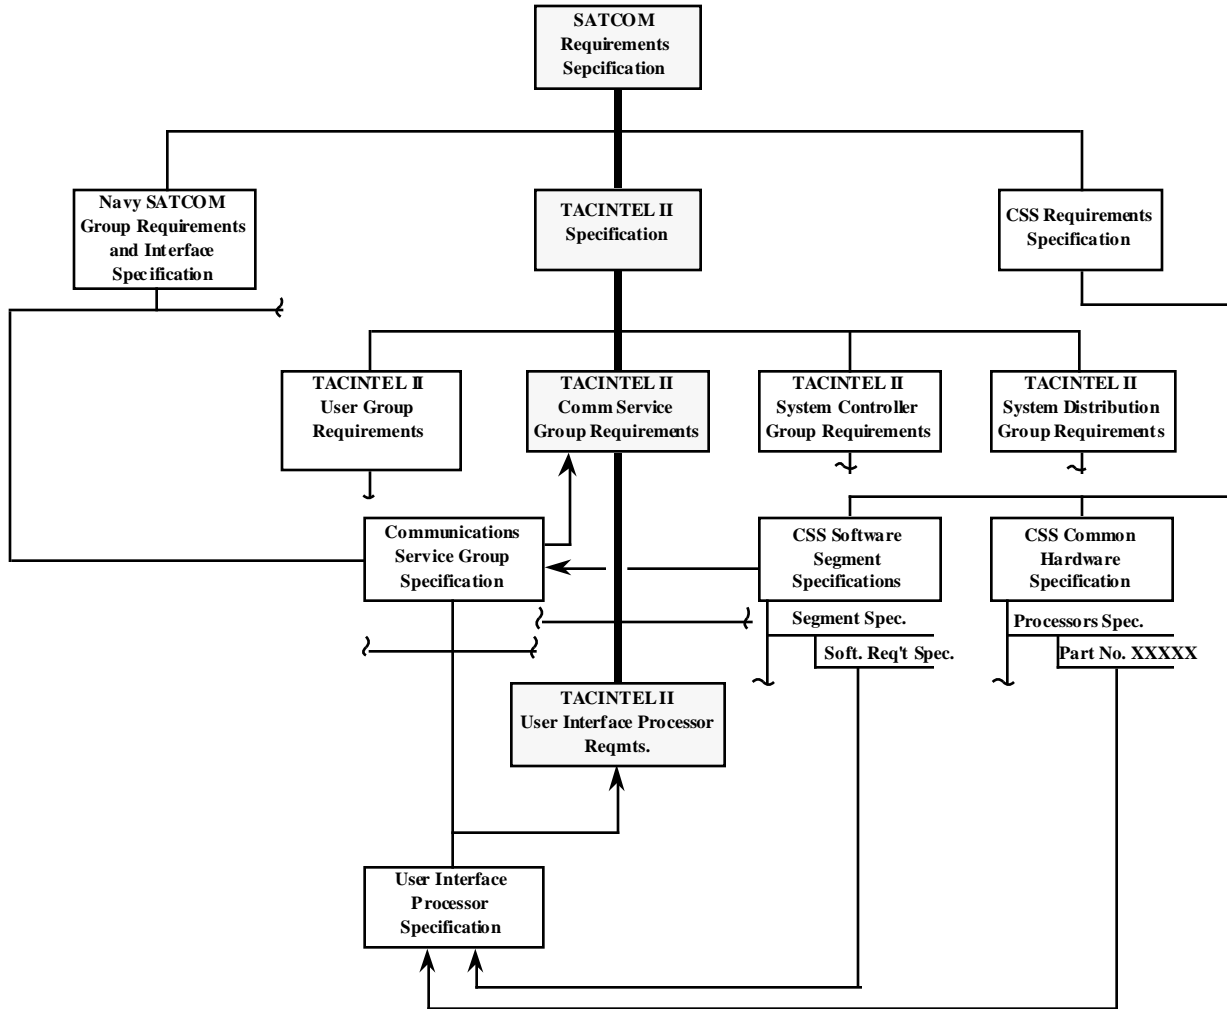 SATCOM
Requirements
Sepcification
Navy SATCOM
Group Requirements
and Interface
Specification
TACINTEL II
Specification
CSS Requirements
Specification
TACINTEL II
User Group
Requirements
TACINTEL II
Comm Service
Group Requirements
TACINTEL II
System Controller
Group Requirements
TACINTEL II
System Distribution
Group Requirements
Communications
Service Group
Specification
CSS Software
Segment
Specifications
CSS Common
Hardware
Specification
Segment Spec.
Soft. Req't Spec.
Processors Spec.
Part No. XXXXX
TACINTEL II
User Interface Processor
Reqmts.
User Interface
Processor
Specification